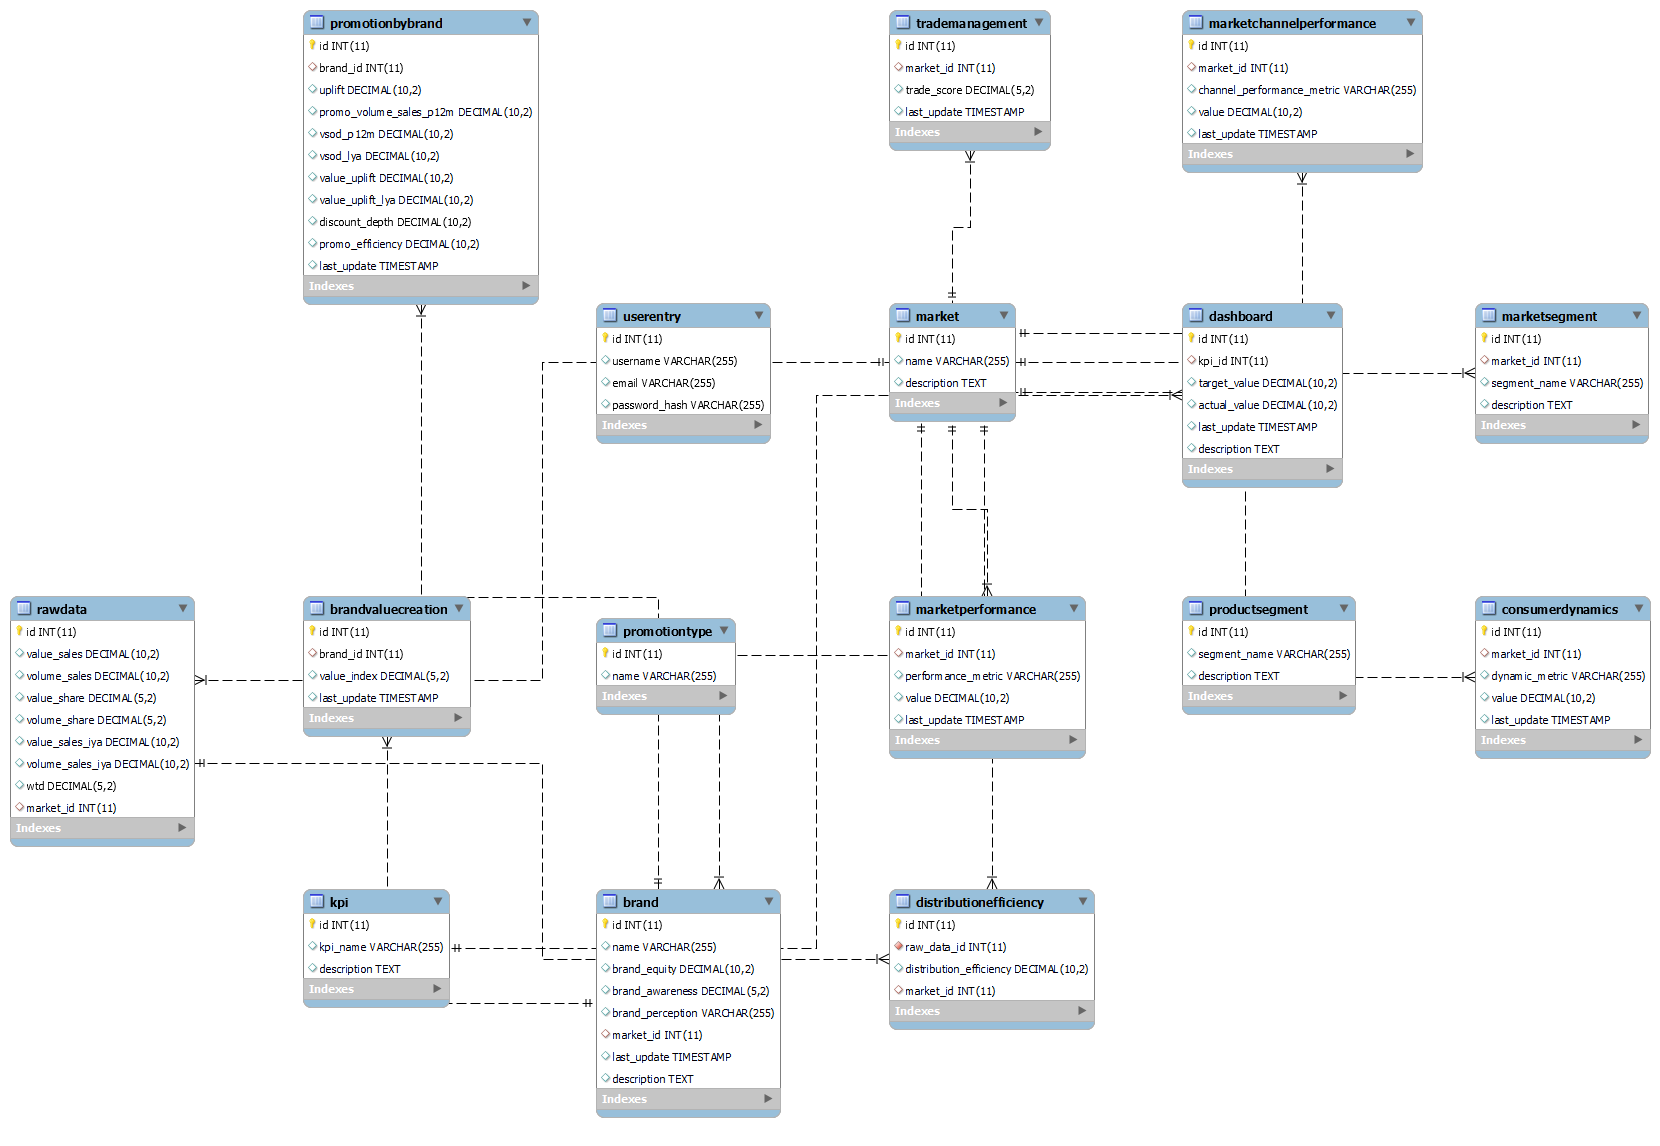 promotionbybrand
id INT(11)
brand_id INT(11)
uplift DECIMAL(10,2)
promo_volume_sales_p12m DECIMAL(10,2)
vsod_p12m DECIMAL(10,2)
vsod_lya DECIMAL(10,2)
value_uplift DECIMAL(10,2)
value_uplift_lya DECIMAL(10,2)
discount_depth DECIMAL(10,2)
promo_efficiency DECIMAL(10,2)
last_update TIMESTAMP
Indexes
trademanagement
id INT(11)
market_id INT(11)
trade_score DECIMAL(5,2)
last_update TIMESTAMP
Indexes
marketchannelperformance
id INT(11)
market_id INT(11)
channel_performance_metric VARCHAR(255)
value DECIMAL(10,2)
last_update TIMESTAMP
Indexes
userentry
id INT(11)
username VARCHAR(255)
email VARCHAR(255)
password_hash VARCHAR(255)
Indexes
market
id INT(11)
name VARCHAR(255)
description TEXT
Indexes
dashboard
id INT(11)
kpi_id INT(11)
target_value DECIMAL(10,2)
actual_value DECIMAL(10,2)
last_update TIMESTAMP
description TEXT
Indexes
marketsegment
id INT(11)
market_id INT(11)
segment_name VARCHAR(255)
description TEXT
Indexes
rawdata
id INT(11)
value_sales DECIMAL(10,2)
volume_sales DECIMAL(10,2)
value_share DECIMAL(5,2)
volume_share DECIMAL(5,2)
value_sales_iya DECIMAL(10,2)
volume_sales_iya DECIMAL(10,2)
wtd DECIMAL(5,2)
market_id INT(11)
Indexes
brandvaluecreation
id INT(11)
brand_id INT(11)
value_index DECIMAL(5,2)
last_update TIMESTAMP
Indexes
promotiontype
id INT(11)
name VARCHAR(255)
Indexes
marketperformance
id INT(11)
market_id INT(11)
performance_metric VARCHAR(255)
value DECIMAL(10,2)
last_update TIMESTAMP
Indexes
productsegment
id INT(11)
segment_name VARCHAR(255)
description TEXT
Indexes
consumerdynamics
id INT(11)
market_id INT(11)
dynamic_metric VARCHAR(255)
value DECIMAL(10,2)
last_update TIMESTAMP
Indexes
kpi
id INT(11)
kpi_name VARCHAR(255)
description TEXT
Indexes
brand
id INT(11)
name VARCHAR(255)
brand_equity DECIMAL(10,2)
brand_awareness DECIMAL(5,2)
brand_perception VARCHAR(255)
market_id INT(11)
last_update TIMESTAMP
description TEXT
Indexes
distributionefficiency
id INT(11)
raw_data_id INT(11)
distribution_efficiency DECIMAL(10,2)
market_id INT(11)
Indexes